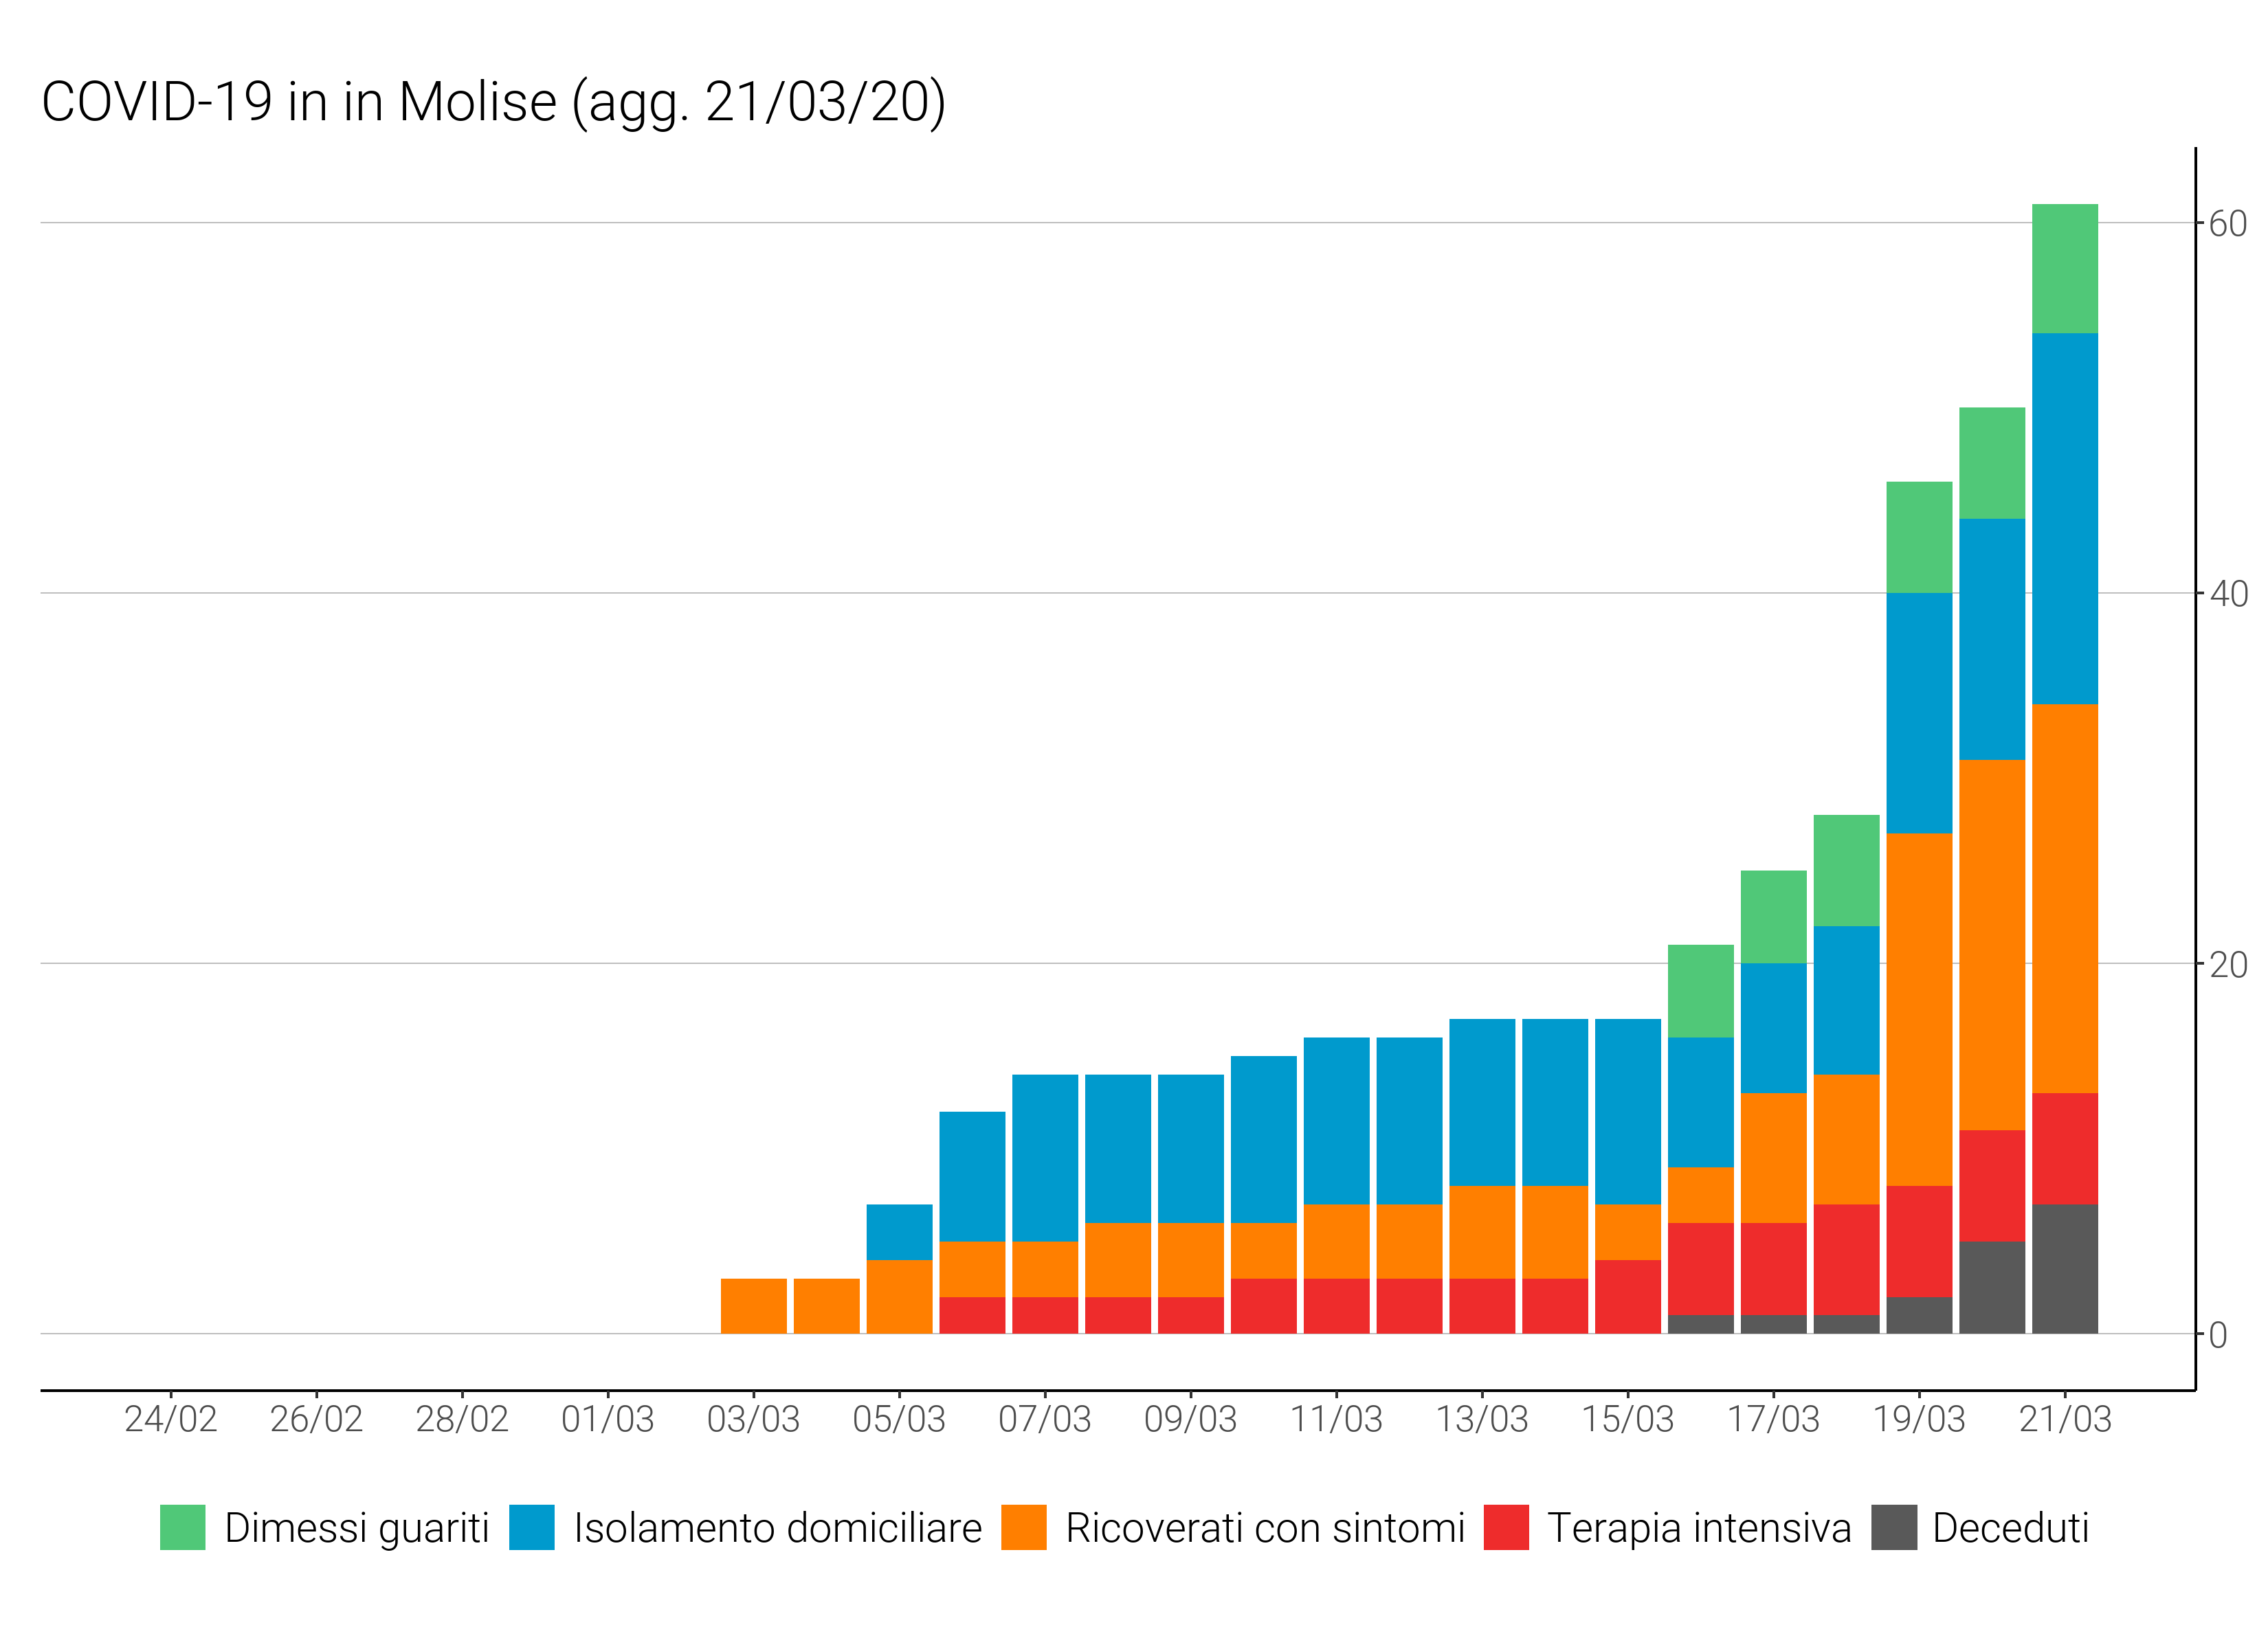 COVID-19 in in Molise (agg. 21/03/20)
60
40
20
0
24/02 26/02 28/02 01/03 03/03 05/03 07/03 09/03 11/03 13/03 15/03 17/03 19/03 21/03
Dimessi guariti Isolamento domiciliare Ricoverati con sintomi Terapia intensiva Deceduti